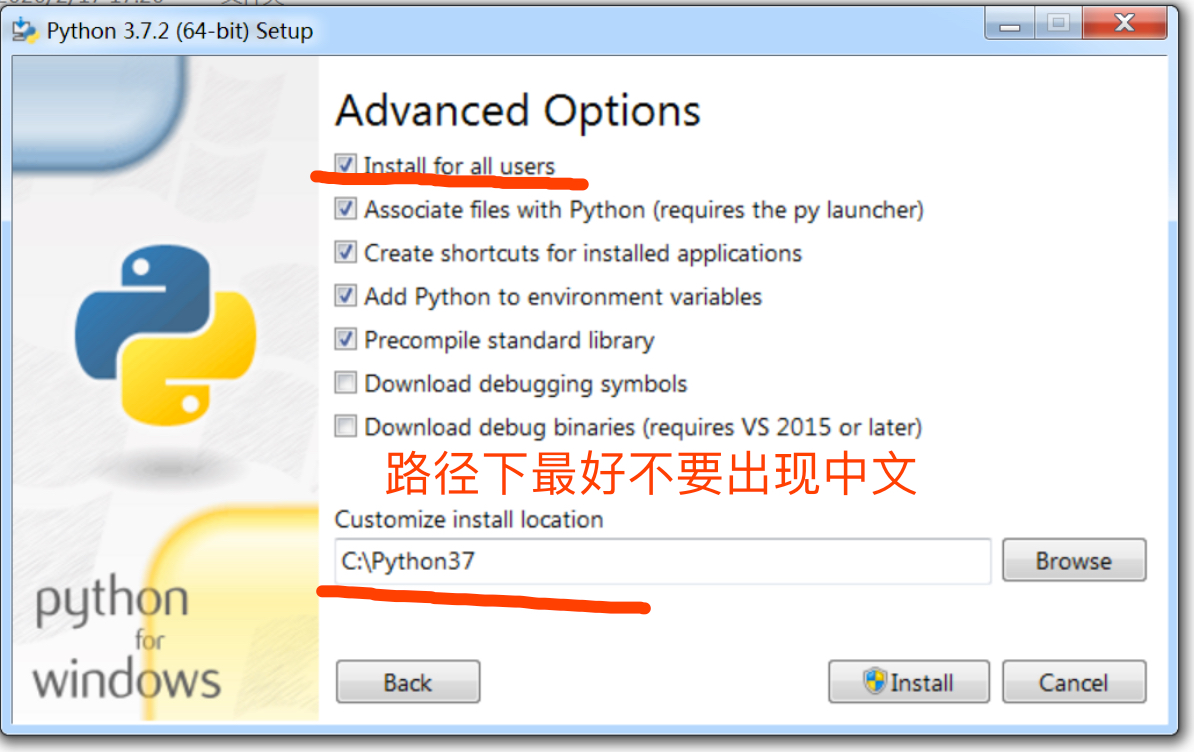 Python 3.7.2 (64-bit) Setup
Advanced Options
Install for all users
Associate files with Python (requires the py launcher)
Create shortcuts for installed applications
Add Python to environment variables
Precompile standard library
Download debugging symbols
Download debug binaries (requires VS 2015 or later)
路径下最好不要出现中文
Customize install location
C:\Python37
Browse
python
for
windows
Back
Install
Cancel